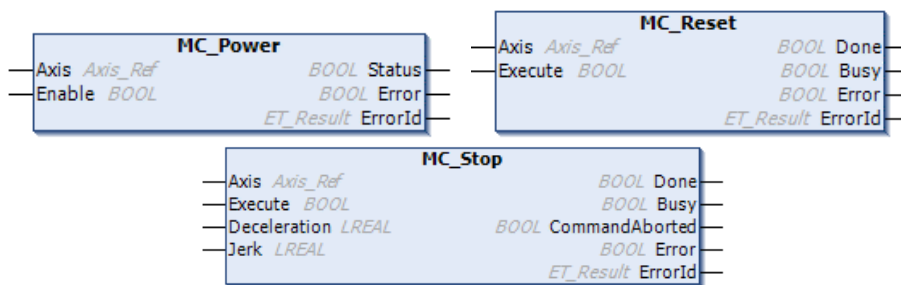 MC_Power
Axis Axis_Ref BOOL Status
Enable BOOL BOOL Error
ET_Result ErrorId
MC_Reset
Axis Axis_Ref BOOL Done
Execute BOOL BOOL Busy
BOOL Error
ET_Result ErrorId
MC_Stop
Axis Axis_Ref BOOL Done
Execute BOOL BOOL Busy
Deceleration LREAL BOOL CommandAborted
Jerk LREAL BOOL Error
ET_Result ErrorId